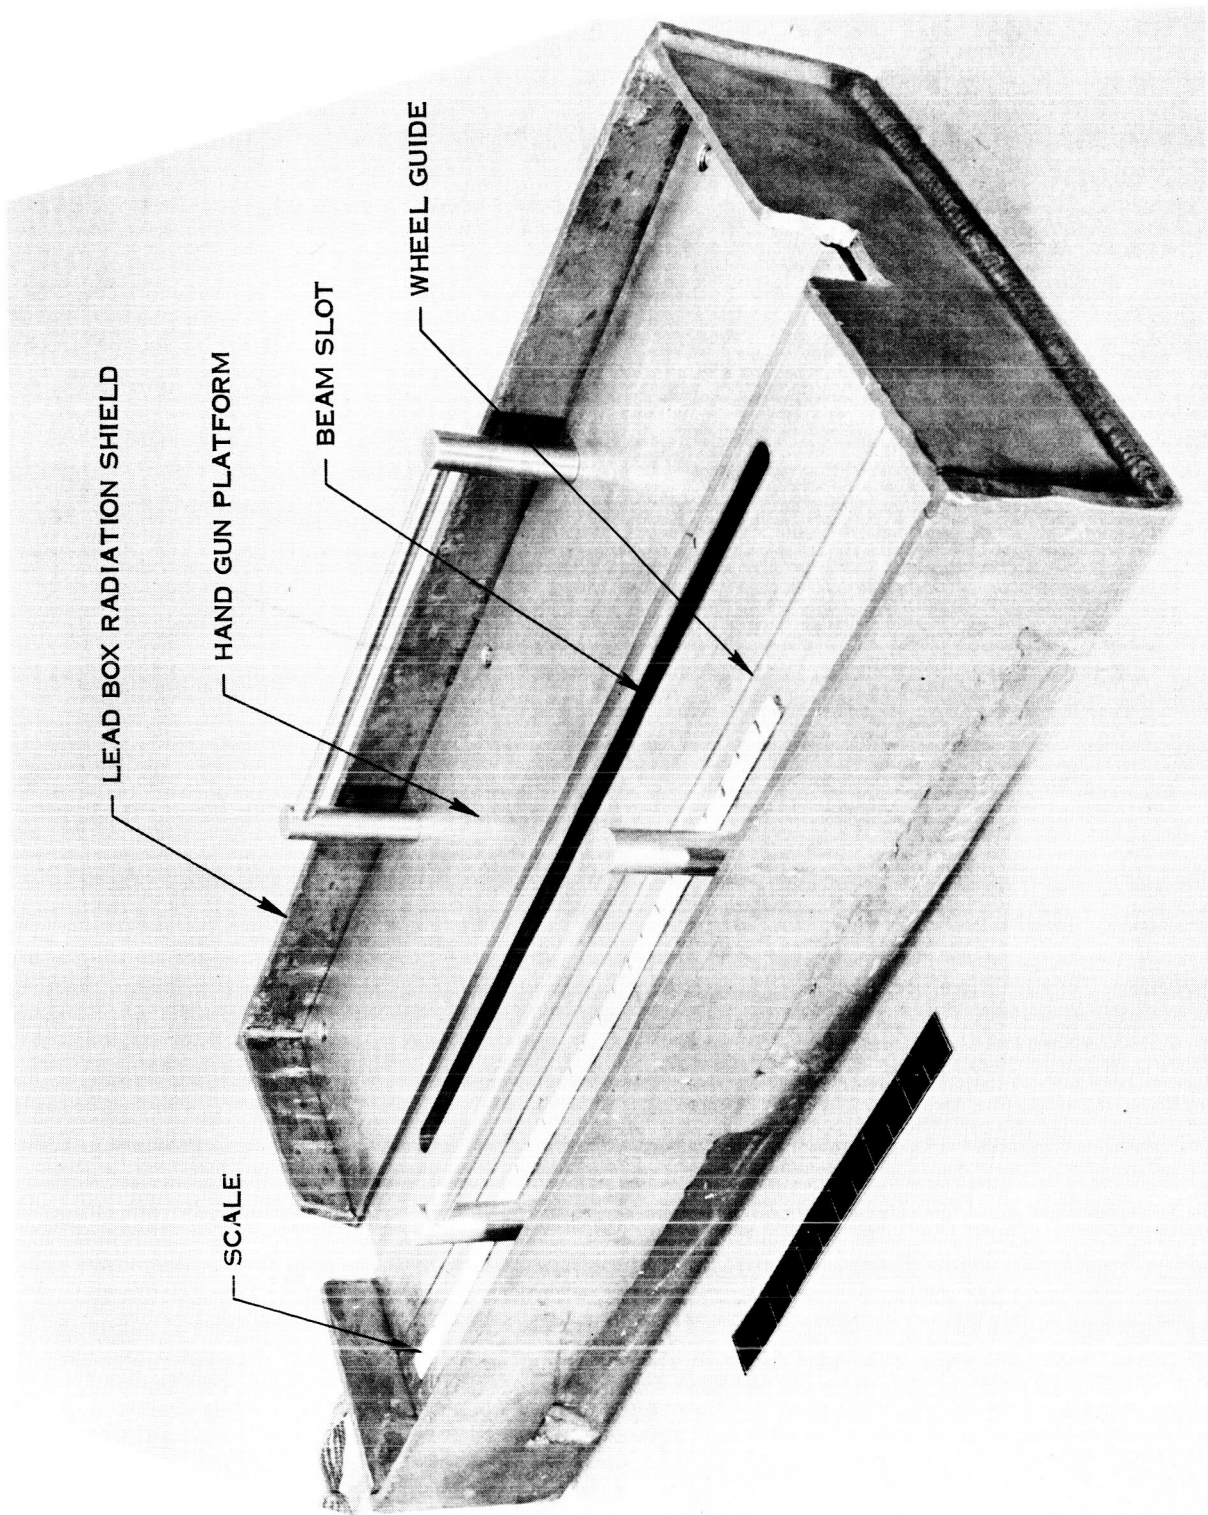 LEAD BOX RADIATION SHIELD
HAND GUN PLATFORM
BEAM SLOT
WHEEL GUIDE
SCALE